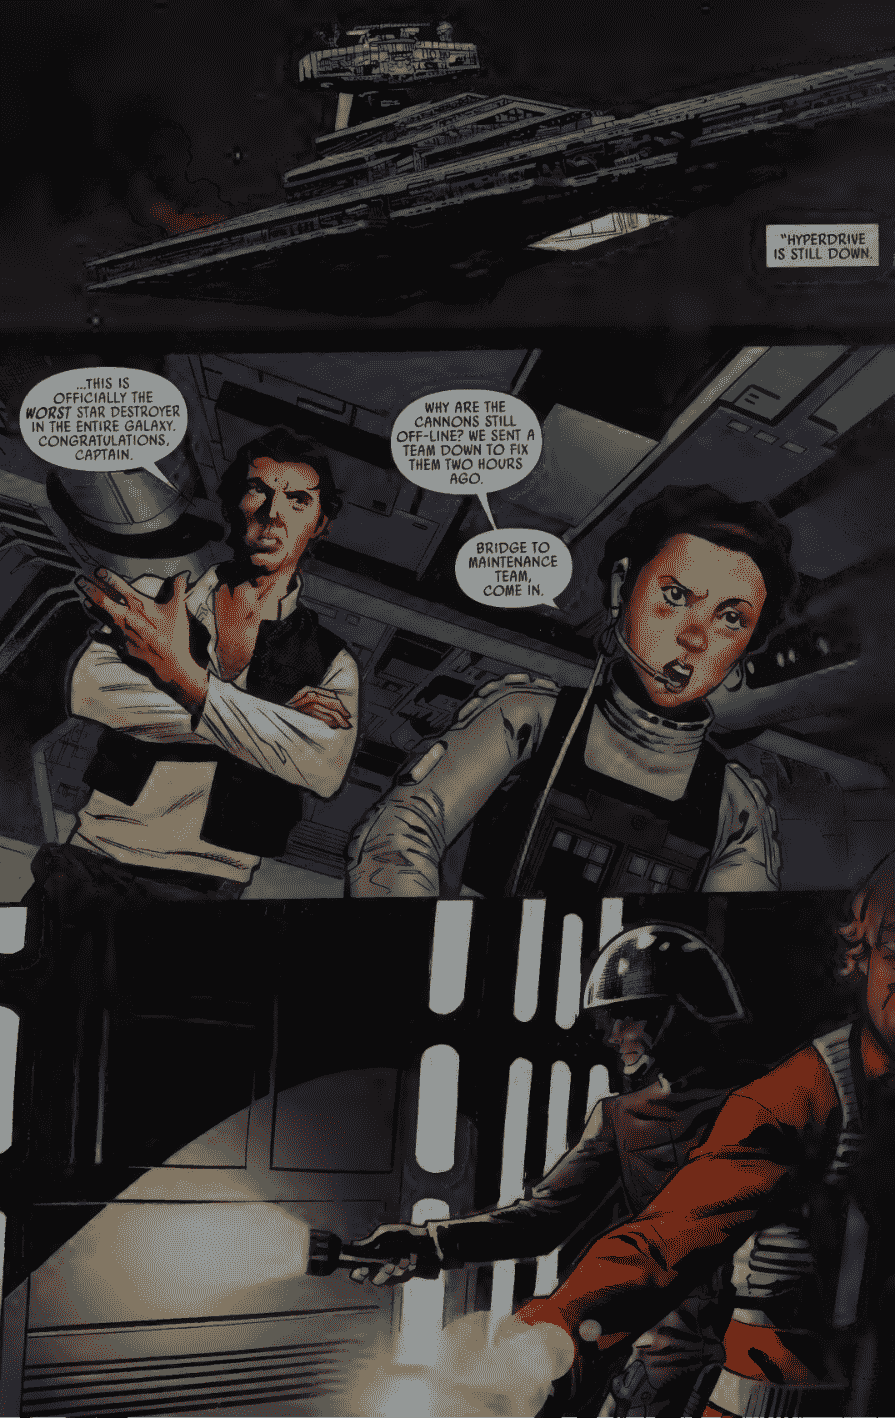 "HYPERDRIVE
IS STILL DOWN.
...THIS IS
OFFICIALLY THE
WORST STAR DESTROYER
IN THE ENTIRE GALAXY.
CONGRATULATIONS,
CAPTAIN.
WHY ARE THE
CANNONS STILL
OFF-LINE? WE SENT A
TEAM DOWN TO FIX
THEM TWO HOURS
AGO.
BRIDGE TO
MAINTENANCE
TEAM,
COME IN.